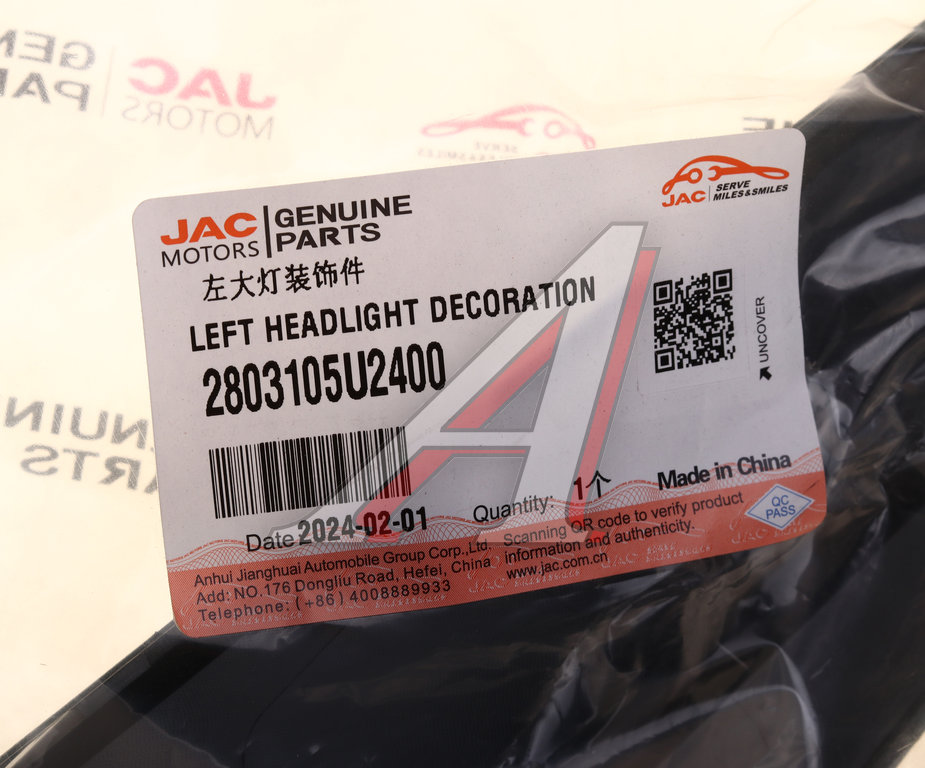 JAC
MOTORS
GENUINE
PARTS
SERVE
MILES&SMILES
JAC
左大灯装饰件
LEFT HEADLIGHT DECORATION
2803105U2400
UNCOVER
Date 2024-02-01
Quantity: 1个
Made in China
QC
PASS
Anhui Jianghuai Automobile Group Corp.,Ltd.
Add: NO.176 Dongliu Road, Hefei, China
Telephone: (+86) 4008889933
Scanning QR code to verify product
information and authenticity.
www.jac.com.cn
JAC
MOTORS